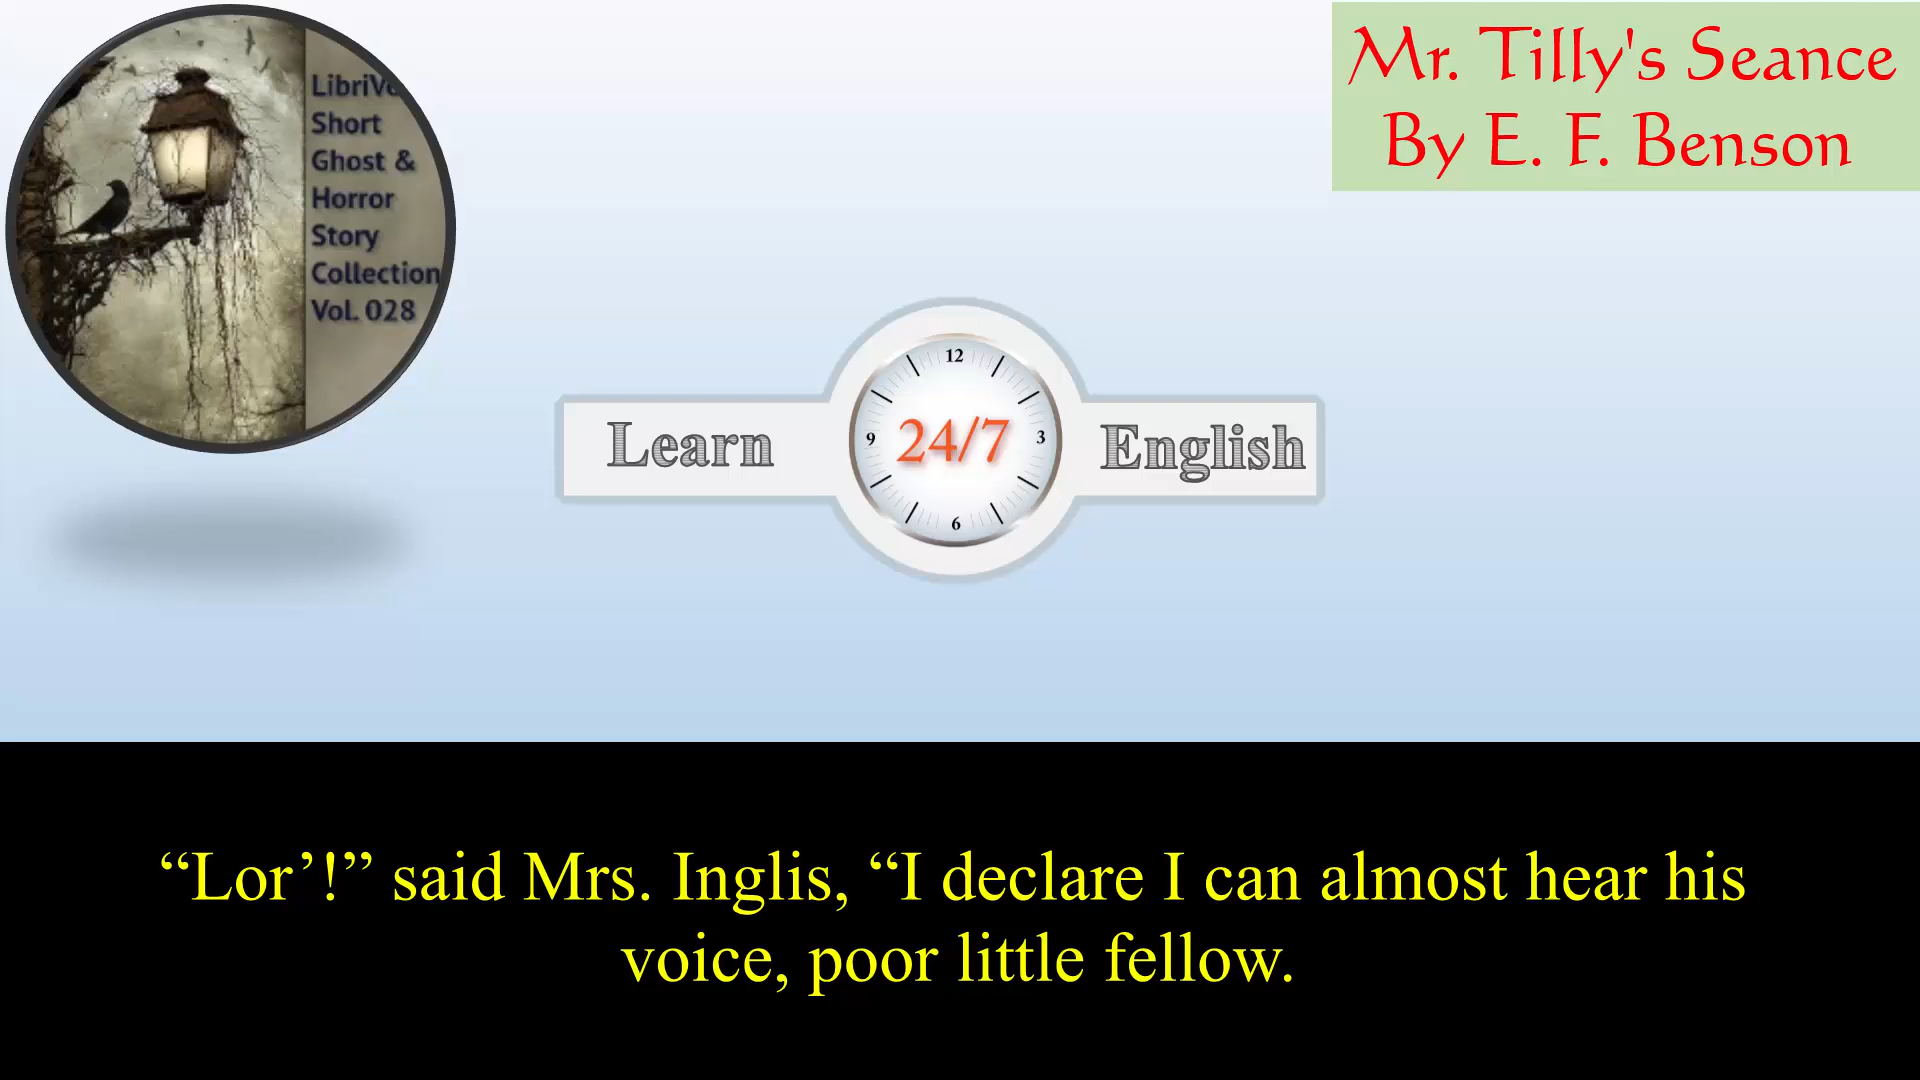 LibriVo
Short
Ghost &
Horror
Story
Collection
Vol. 028
Mr. Tilly's Seance
By E. F. Benson
Learn
24/7
English
12
3
6
9
“Lor’!” said Mrs. Inglis, “I declare I can almost hear his
voice, poor little fellow.